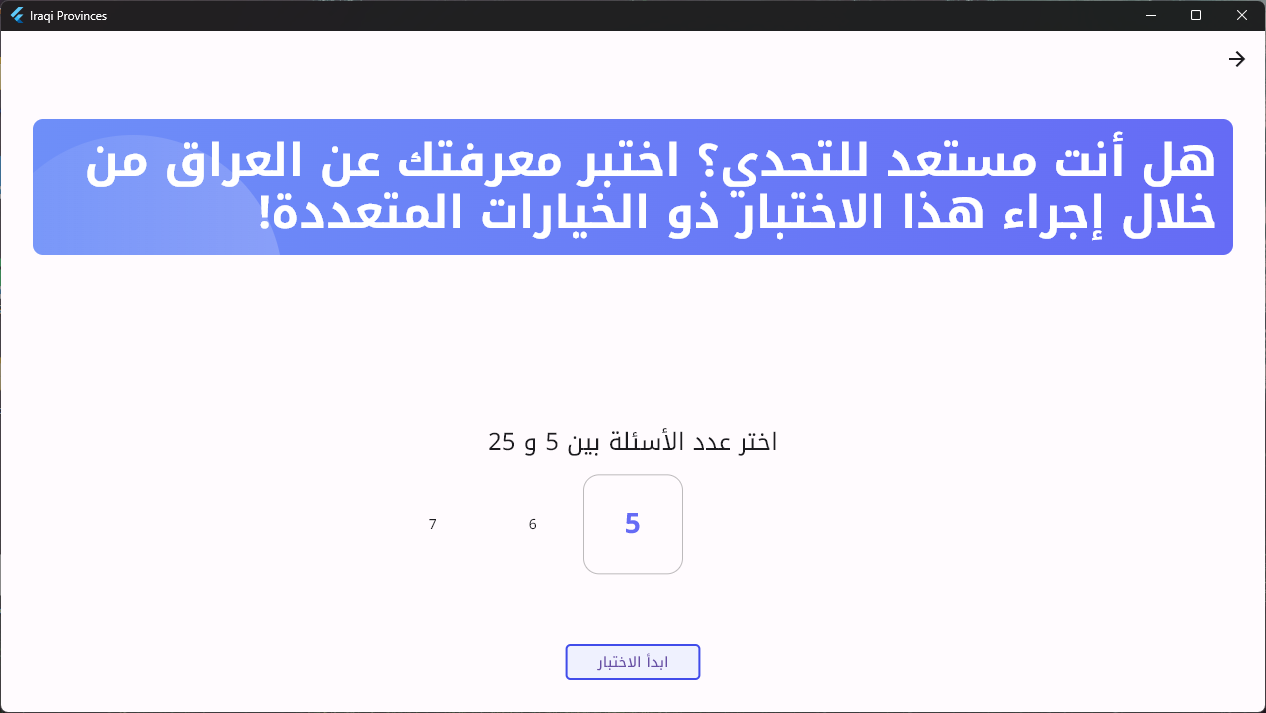 Iraqi Provinces
هل أنت مستعد للتحدي؟ اختبر معرفتك عن العراق من
خلال إجراء هذا الاختبار ذو الخيارات المتعددة!
اختر عدد الأسئلة بين 5 و 25
5 6 7
ابدأ الاختبار